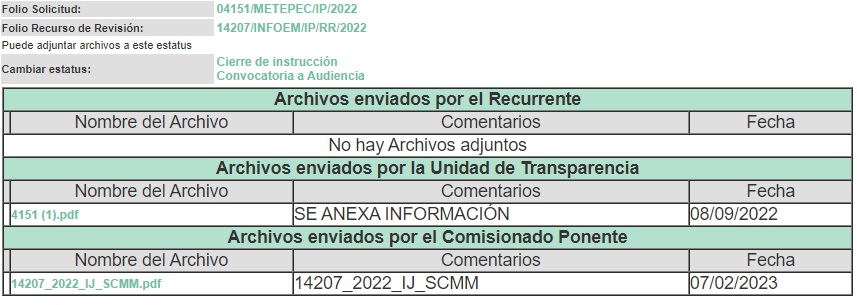 Folio Solicitud: 04151/METEPEC/IP/2022
Folio Recurso de Revisión: 14207/INFOEM/IP/RR/2022
Puede adjuntar archivos a este estatus
Cambiar estatus: Cierre de instrucción
Convocatoria a Audiencia
Archivos enviados por el Recurrente
Nombre del Archivo Comentarios Fecha
No hay Archivos adjuntos
Archivos enviados por la Unidad de Transparencia
Nombre del Archivo Comentarios Fecha
4151 (1).pdf SE ANEXA INFORMACIÓN 08/09/2022
Archivos enviados por el Comisionado Ponente
Nombre del Archivo Comentarios Fecha
14207_2022_IJ_SCMM.pdf 14207_2022_IJ_SCMM 07/02/2023